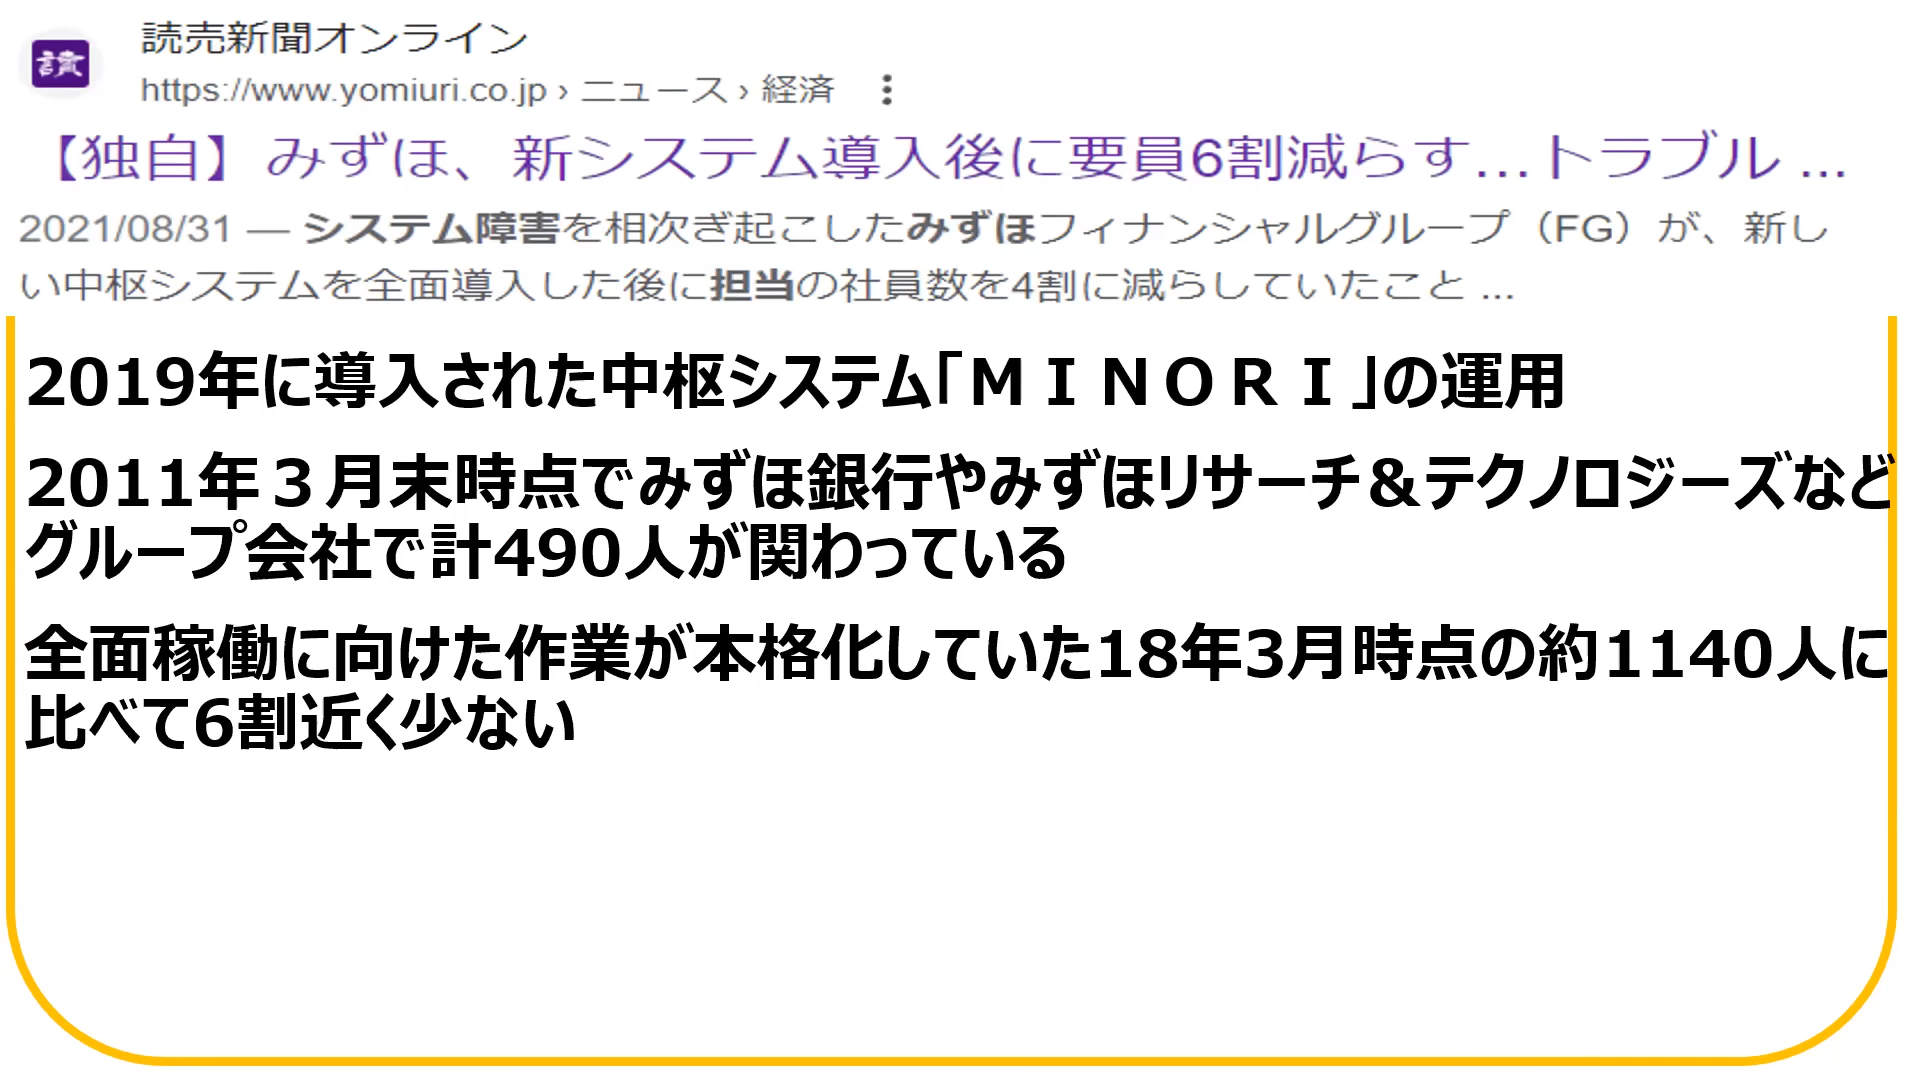 読売新聞オンライン
https://www.yomiuri.co.jp › ニュース › 経済
【独自】みずほ、新システム導入後に要員6割減らす…トラブル ...
2021/08/31 — システム障害を相次ぎ起こしたみずほフィナンシャルグループ（FG）が、新し
い中枢システムを全面導入した後に担当の社員数を4割に減らしていたこと ...
2019年に導入された中枢システム「ＭＩＮＯＲＩ」の運用
2011年３月末時点でみずほ銀行やみずほリサーチ＆テクノロジーズなど
グループ会社で計490人が関わっている
全面稼働に向けた作業が本格化していた18年3月時点の約1140人に
比べて6割近く少ない